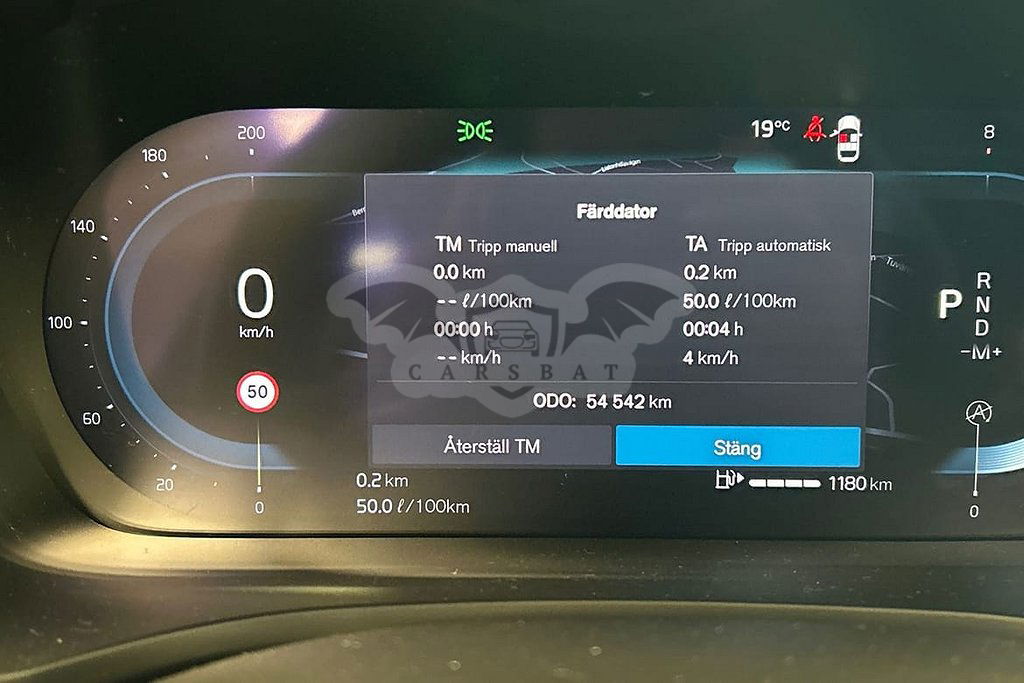 200
19°C
8
180
Färddator
140
TM Tripp manuell
TA Tripp automatisk
0.0 km
0.2 km
R
0
-- ℓ/100km
50.0 ℓ/100km
P
N
km/h
00:00 h
00:04 h
D
100
-- km/h
4 km/h
-M+
CARSBAT
50
ODO: 54 542 km
A
60
Återställ TM
Stäng
20
0.2 km
1180 km
0
50.0 ℓ/100km
0